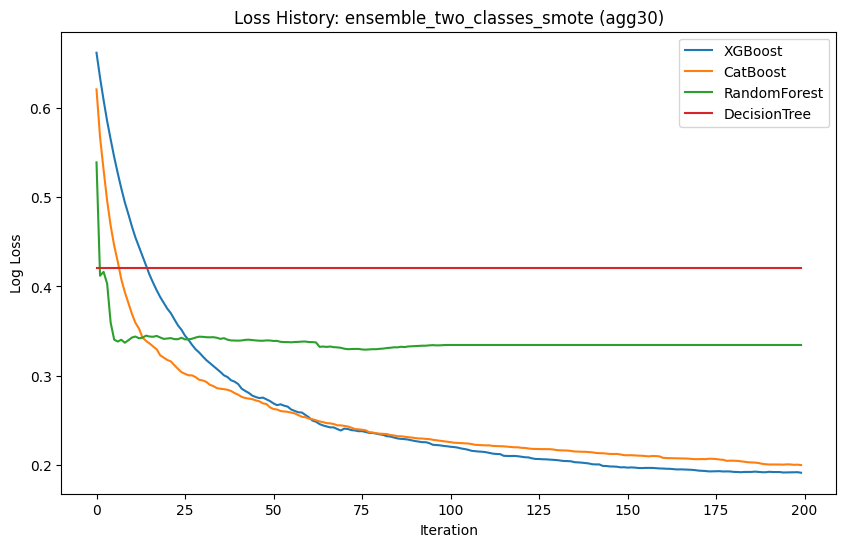 Loss History: ensemble_two_classes_smote (agg30)
XGBoost
CatBoost
RandomForest
DecisionTree
Log Loss
0.6
0.5
0.4
0.3
0.2
0
25
50
75
100
125
150
175
200
Iteration